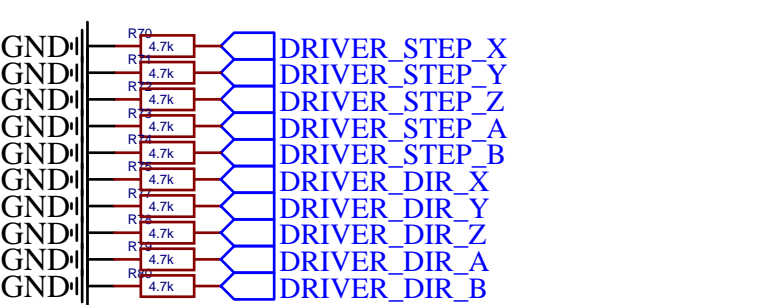 GND R70 4.7k DRIVER_STEP_X
GND R71 4.7k DRIVER_STEP_Y
GND R72 4.7k DRIVER_STEP_Z
GND R73 4.7k DRIVER_STEP_A
GND R74 4.7k DRIVER_STEP_B
GND R75 4.7k DRIVER_DIR_X
GND R77 4.7k DRIVER_DIR_Y
GND R78 4.7k DRIVER_DIR_Z
GND R79 4.7k DRIVER_DIR_A
GND R80 4.7k DRIVER_DIR_B